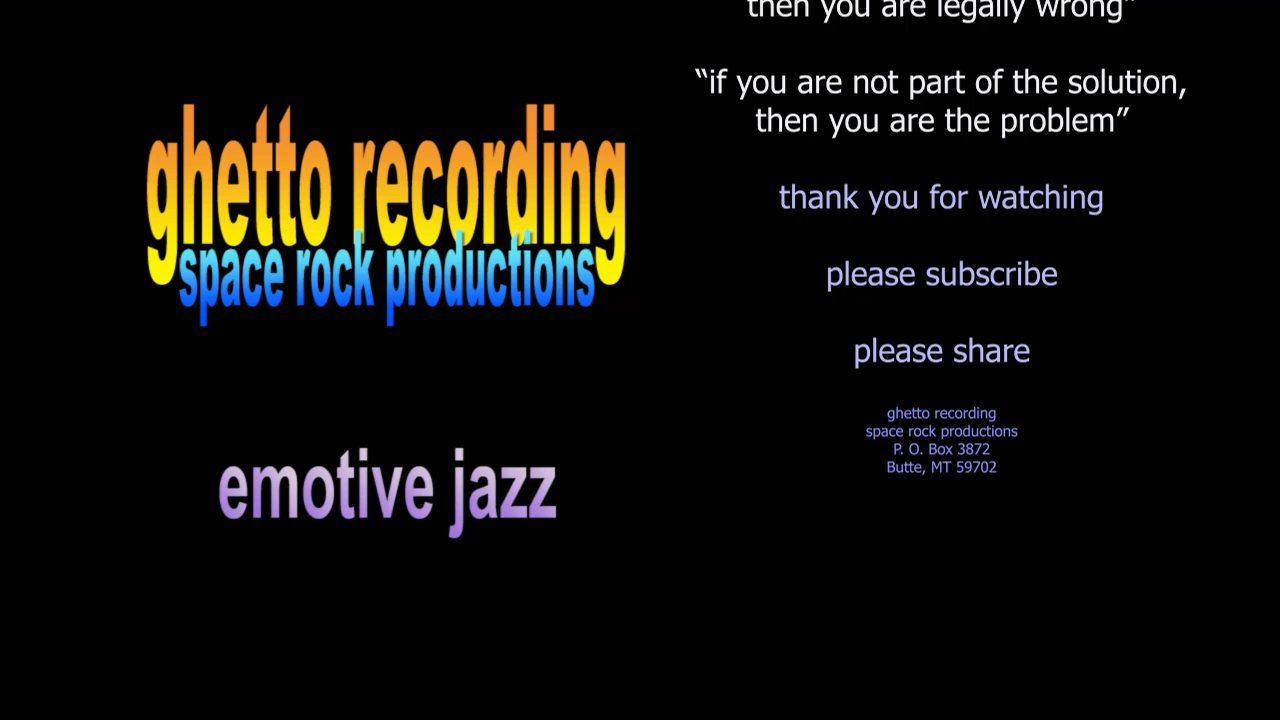 ghetto recording
space rock productions
emotive jazz
then you are legally wrong”
“if you are not part of the solution,
then you are the problem”
thank you for watching
please subscribe
please share
ghetto recording
space rock productions
P. O. Box 3872
Butte, MT 59702